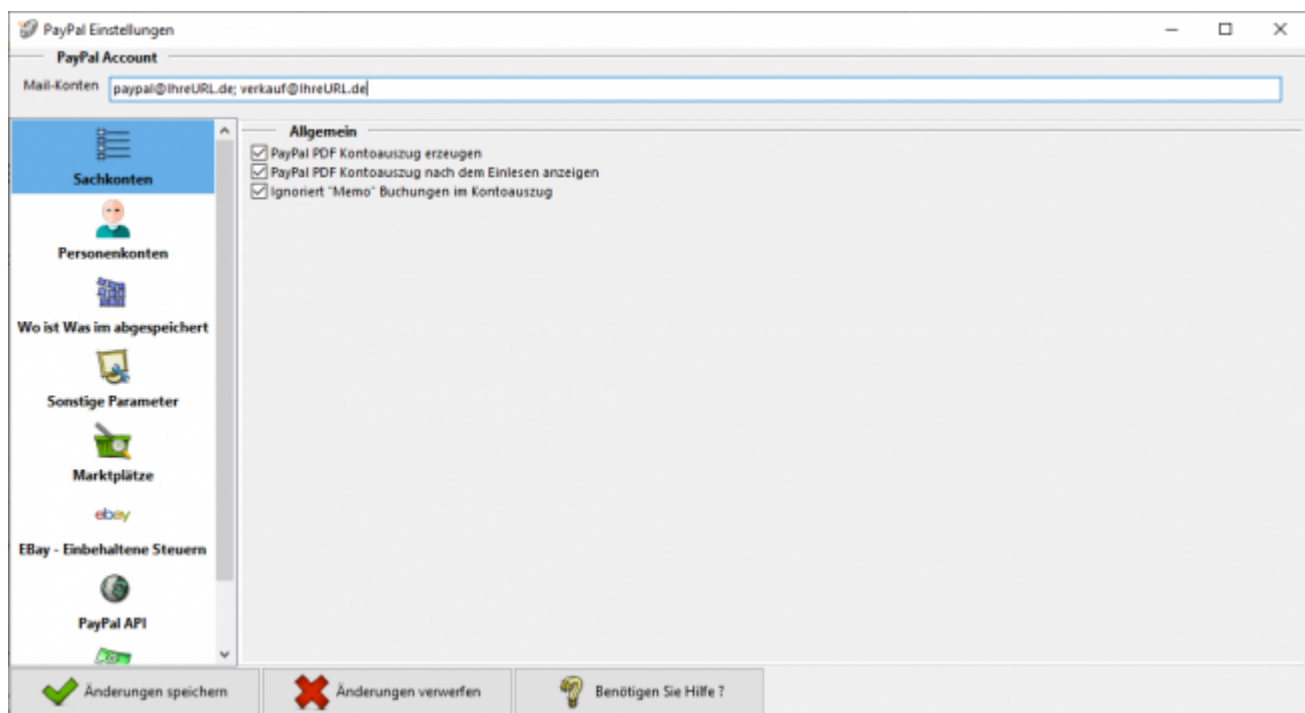 PayPal Einstellungen
PayPal Account
Mail-Konten paypal@IhreURL.de; verkauf@IhreURL.de
Sachkonten
Personenkonten
Wo ist Was im abgespeichert
Sonstige Parameter
Marktplätze
ebay
EBay - Einbehaltene Steuern
PayPal API
Allgemein
PayPal PDF Kontoauszug erzeugen
PayPal PDF Kontoauszug nach dem Einlesen anzeigen
Ignoriert "Memo" Buchungen im Kontoauszug
Änderungen speichern
Änderungen verwerfen
Benötigen Sie Hilfe ?